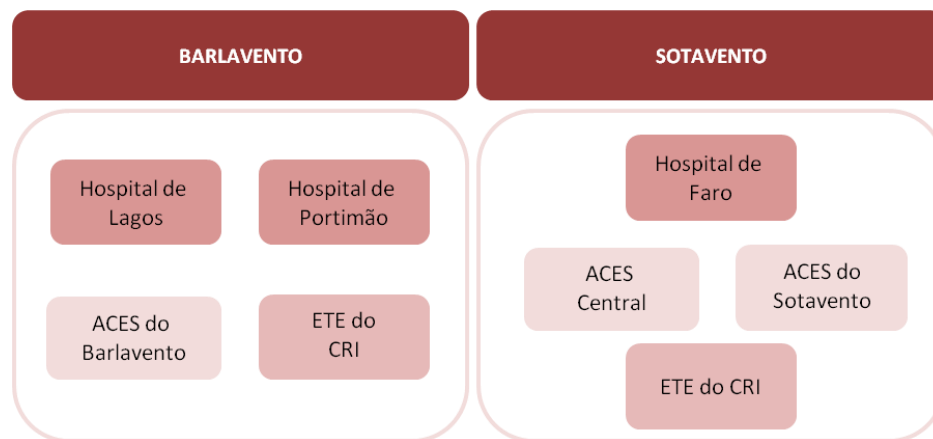 BARLAVENTO
SOTAVENTO
Hospital de
Lagos
Hospital de
Portimão
ACES do
Barlavento
ETE do
CRI
Hospital de
Faro
ACES
Central
ACES do
Sotavento
ETE do CRI